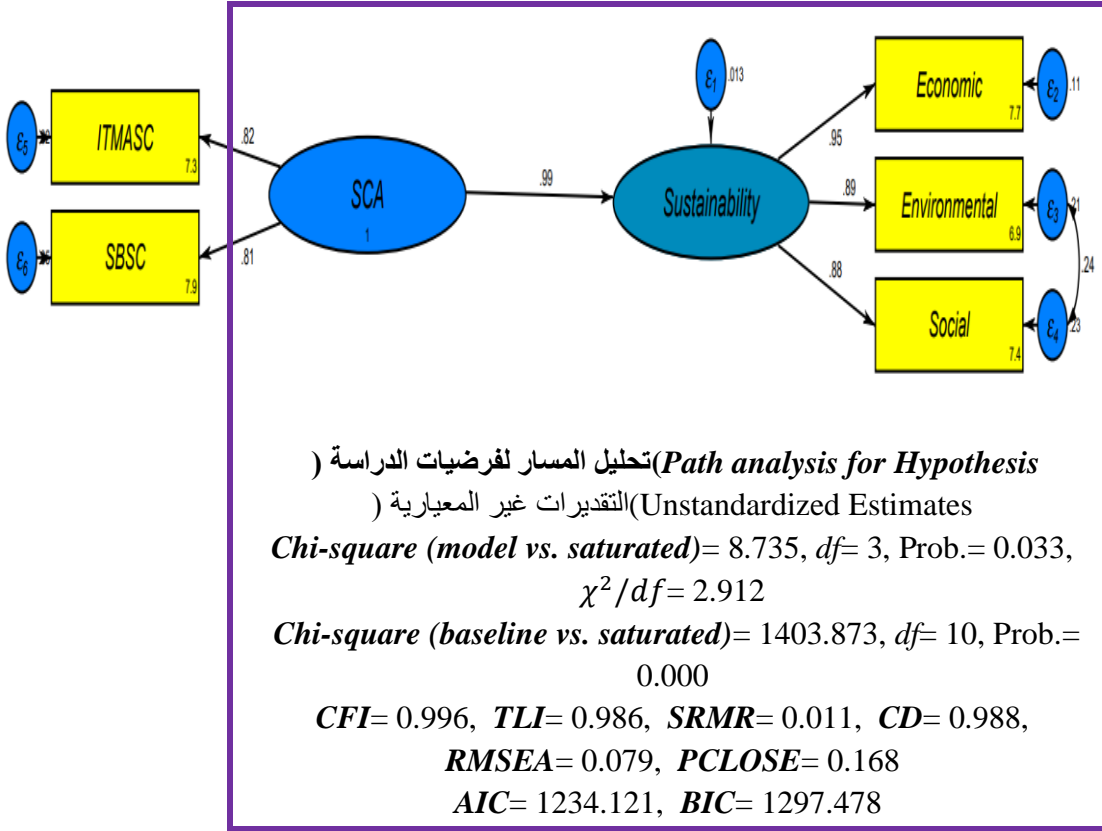 ε1 .013
Economic 7.7
ε2 .11
.95
ε5
ITMASC 7.3
.82
SCA 1
.99
Sustainability
.89
Environmental 6.9
ε3 .21
.24
ε6
SBSC 7.9
.81
.88
Social 7.4
ε4 .23
تحليل المسار لفرضيات الدراسة (Path analysis for Hypothesis)
التقديرات غير المعيارية (Unstandardized Estimates)
Chi-square (model vs. saturated)= 8.735, df= 3, Prob.= 0.033,
χ²/df= 2.912
Chi-square (baseline vs. saturated)= 1403.873, df= 10, Prob.=
0.000
CFI= 0.996, TLI= 0.986, SRMR= 0.011, CD= 0.988,
RMSEA= 0.079, PCLOSE= 0.168
AIC= 1234.121, BIC= 1297.478